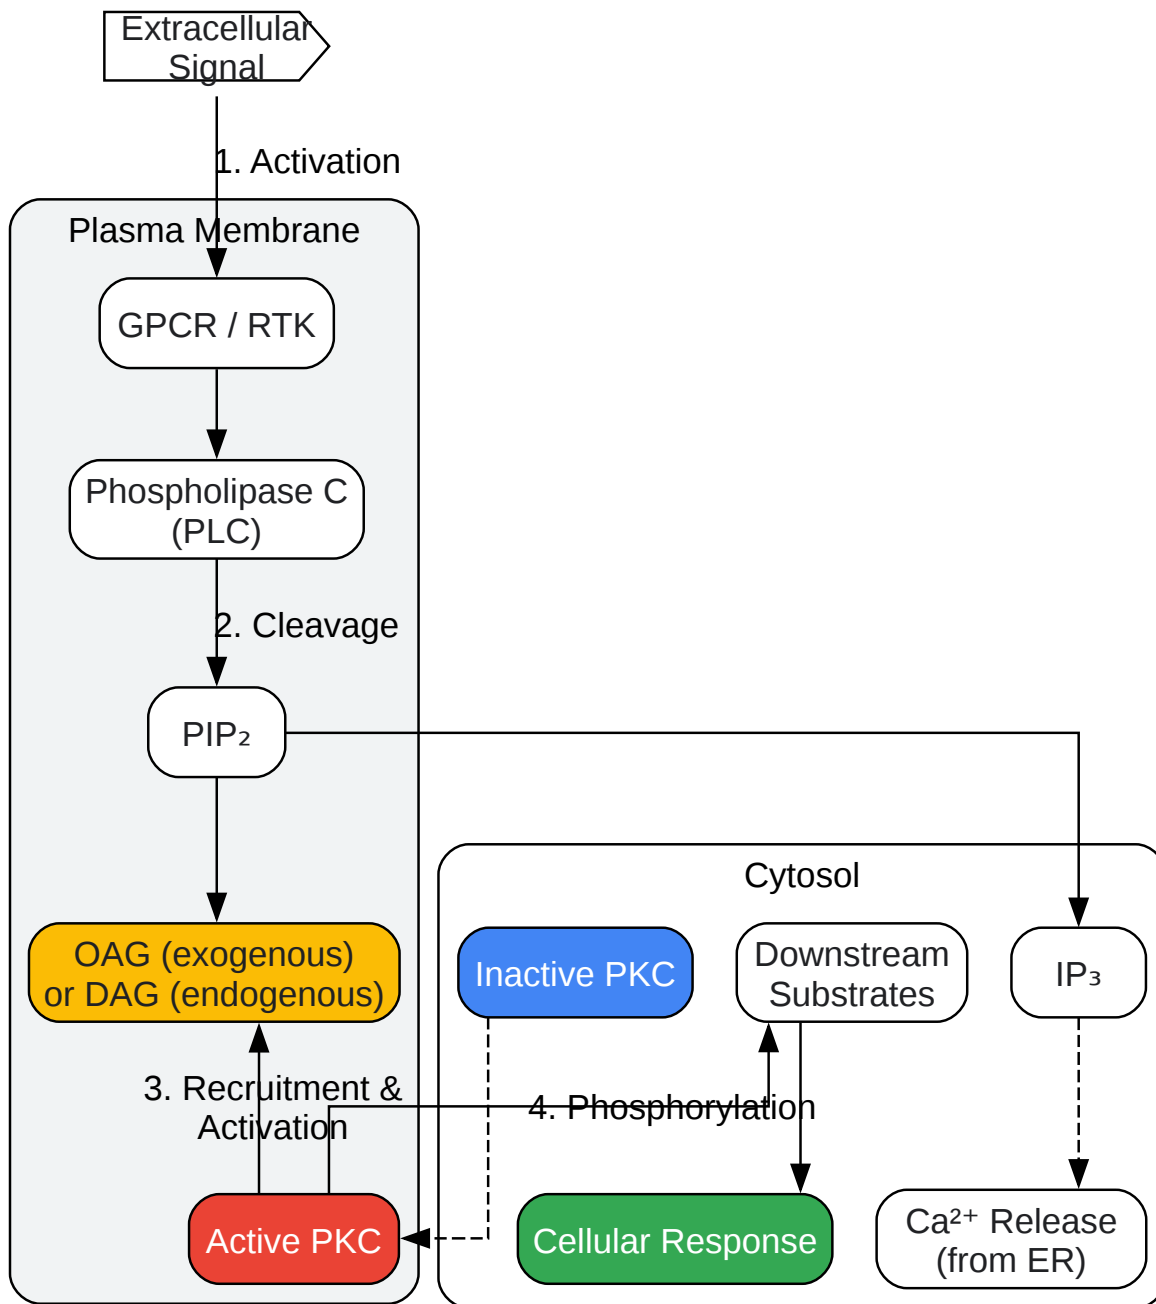 Extracellular
Signal
1. Activation
Plasma Membrane
GPCR / RTK
Phospholipase C
(PLC)
2. Cleavage
PIP₂
Cytosol
OAG (exogenous)
or DAG (endogenous)
Inactive PKC
Downstream
Substrates
IP₃
3. Recruitment &
Activation
4. Phosphorylation
Active PKC
Cellular Response
Ca²⁺ Release
(from ER)